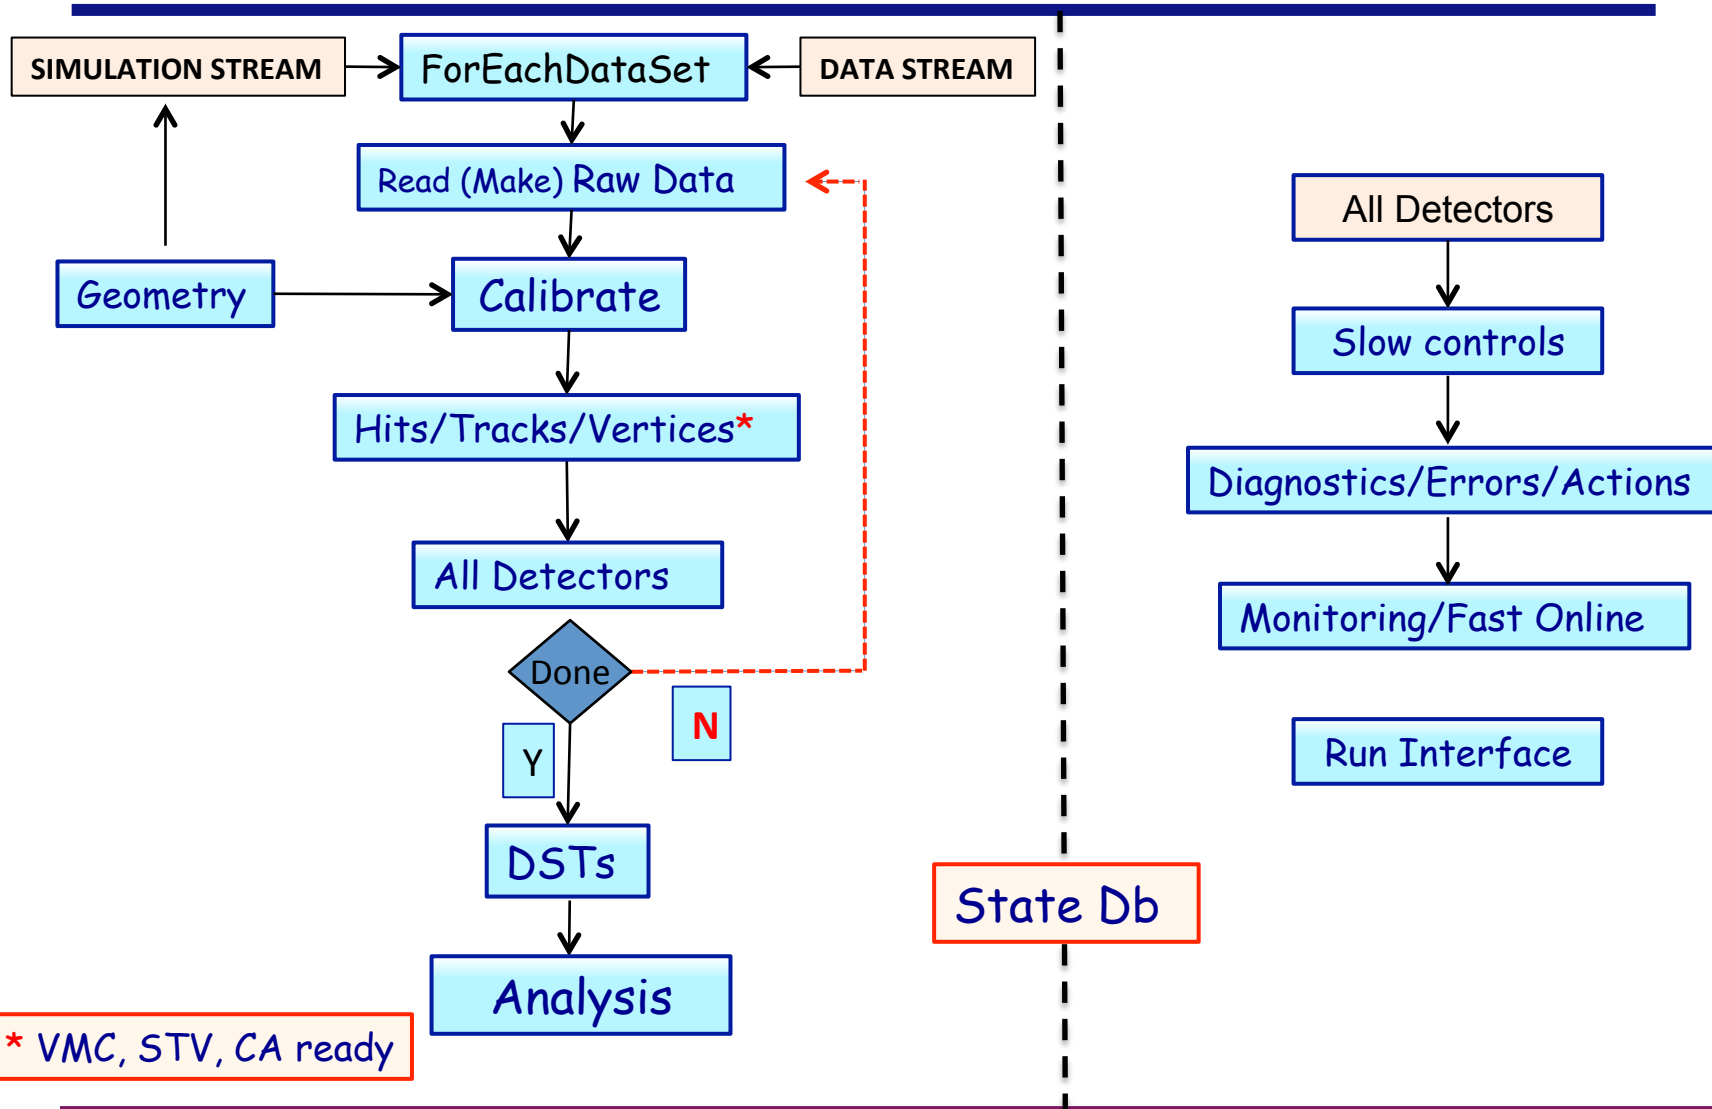 SIMULATION STREAM
ForEachDataSet
DATA STREAM
Read (Make) Raw Data
Geometry
Calibrate
Hits/Tracks/Vertices*
All Detectors
Done
N
Y
DSTs
Analysis
* VMC, STV, CA ready
State Db
All Detectors
Slow controls
Diagnostics/Errors/Actions
Monitoring/Fast Online
Run Interface